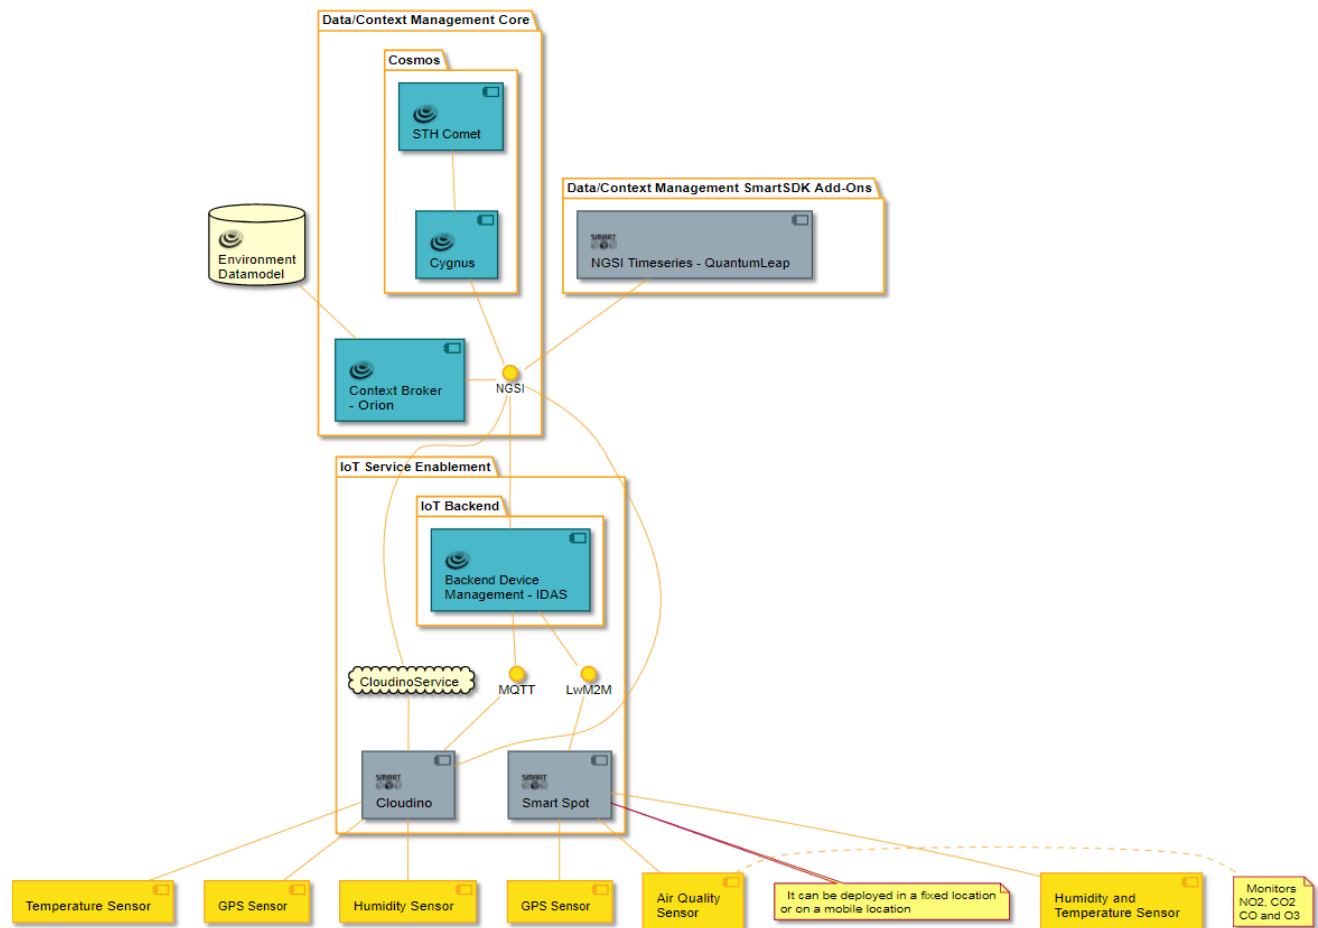 Data/Context Management Core
Cosmos
STH Comet
Data/Context Management SmartSDK Add-Ons
Cygnus
SMART
NGSI Timeseries - QuantumLeap
Environment
Datamodel
Context Broker
- Orion
NGSI
IoT Service Enablement
IoT Backend
Backend Device
Management - IDAS
CloudinoService
MQTT
LwM2M
SMART
Cloudino
SMART
Smart Spot
Temperature Sensor
GPS Sensor
Humidity Sensor
GPS Sensor
Air Quality
Sensor
It can be deployed in a fixed location
or on a mobile location
Humidity and
Temperature Sensor
Monitors
NO2, CO2
CO and O3